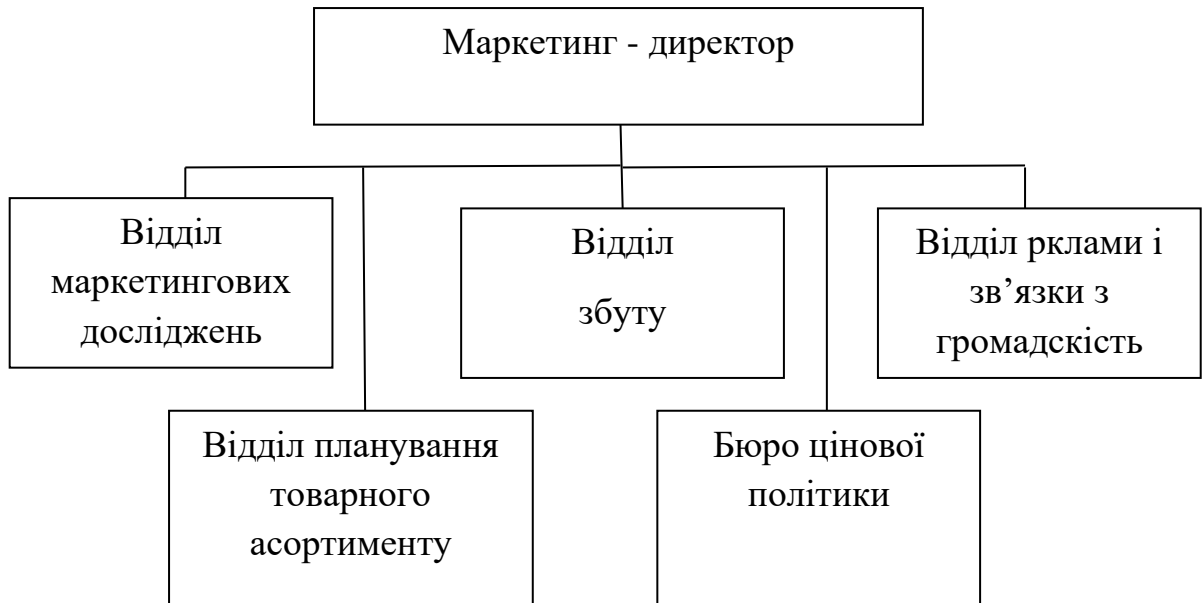 Маркетинг - директор
Відділ
маркетингових
досліджень
Відділ
збуту
Відділ рклами і
зв’язки з
громадскість
Відділ планування
товарного
асортименту
Бюро цінової
політики